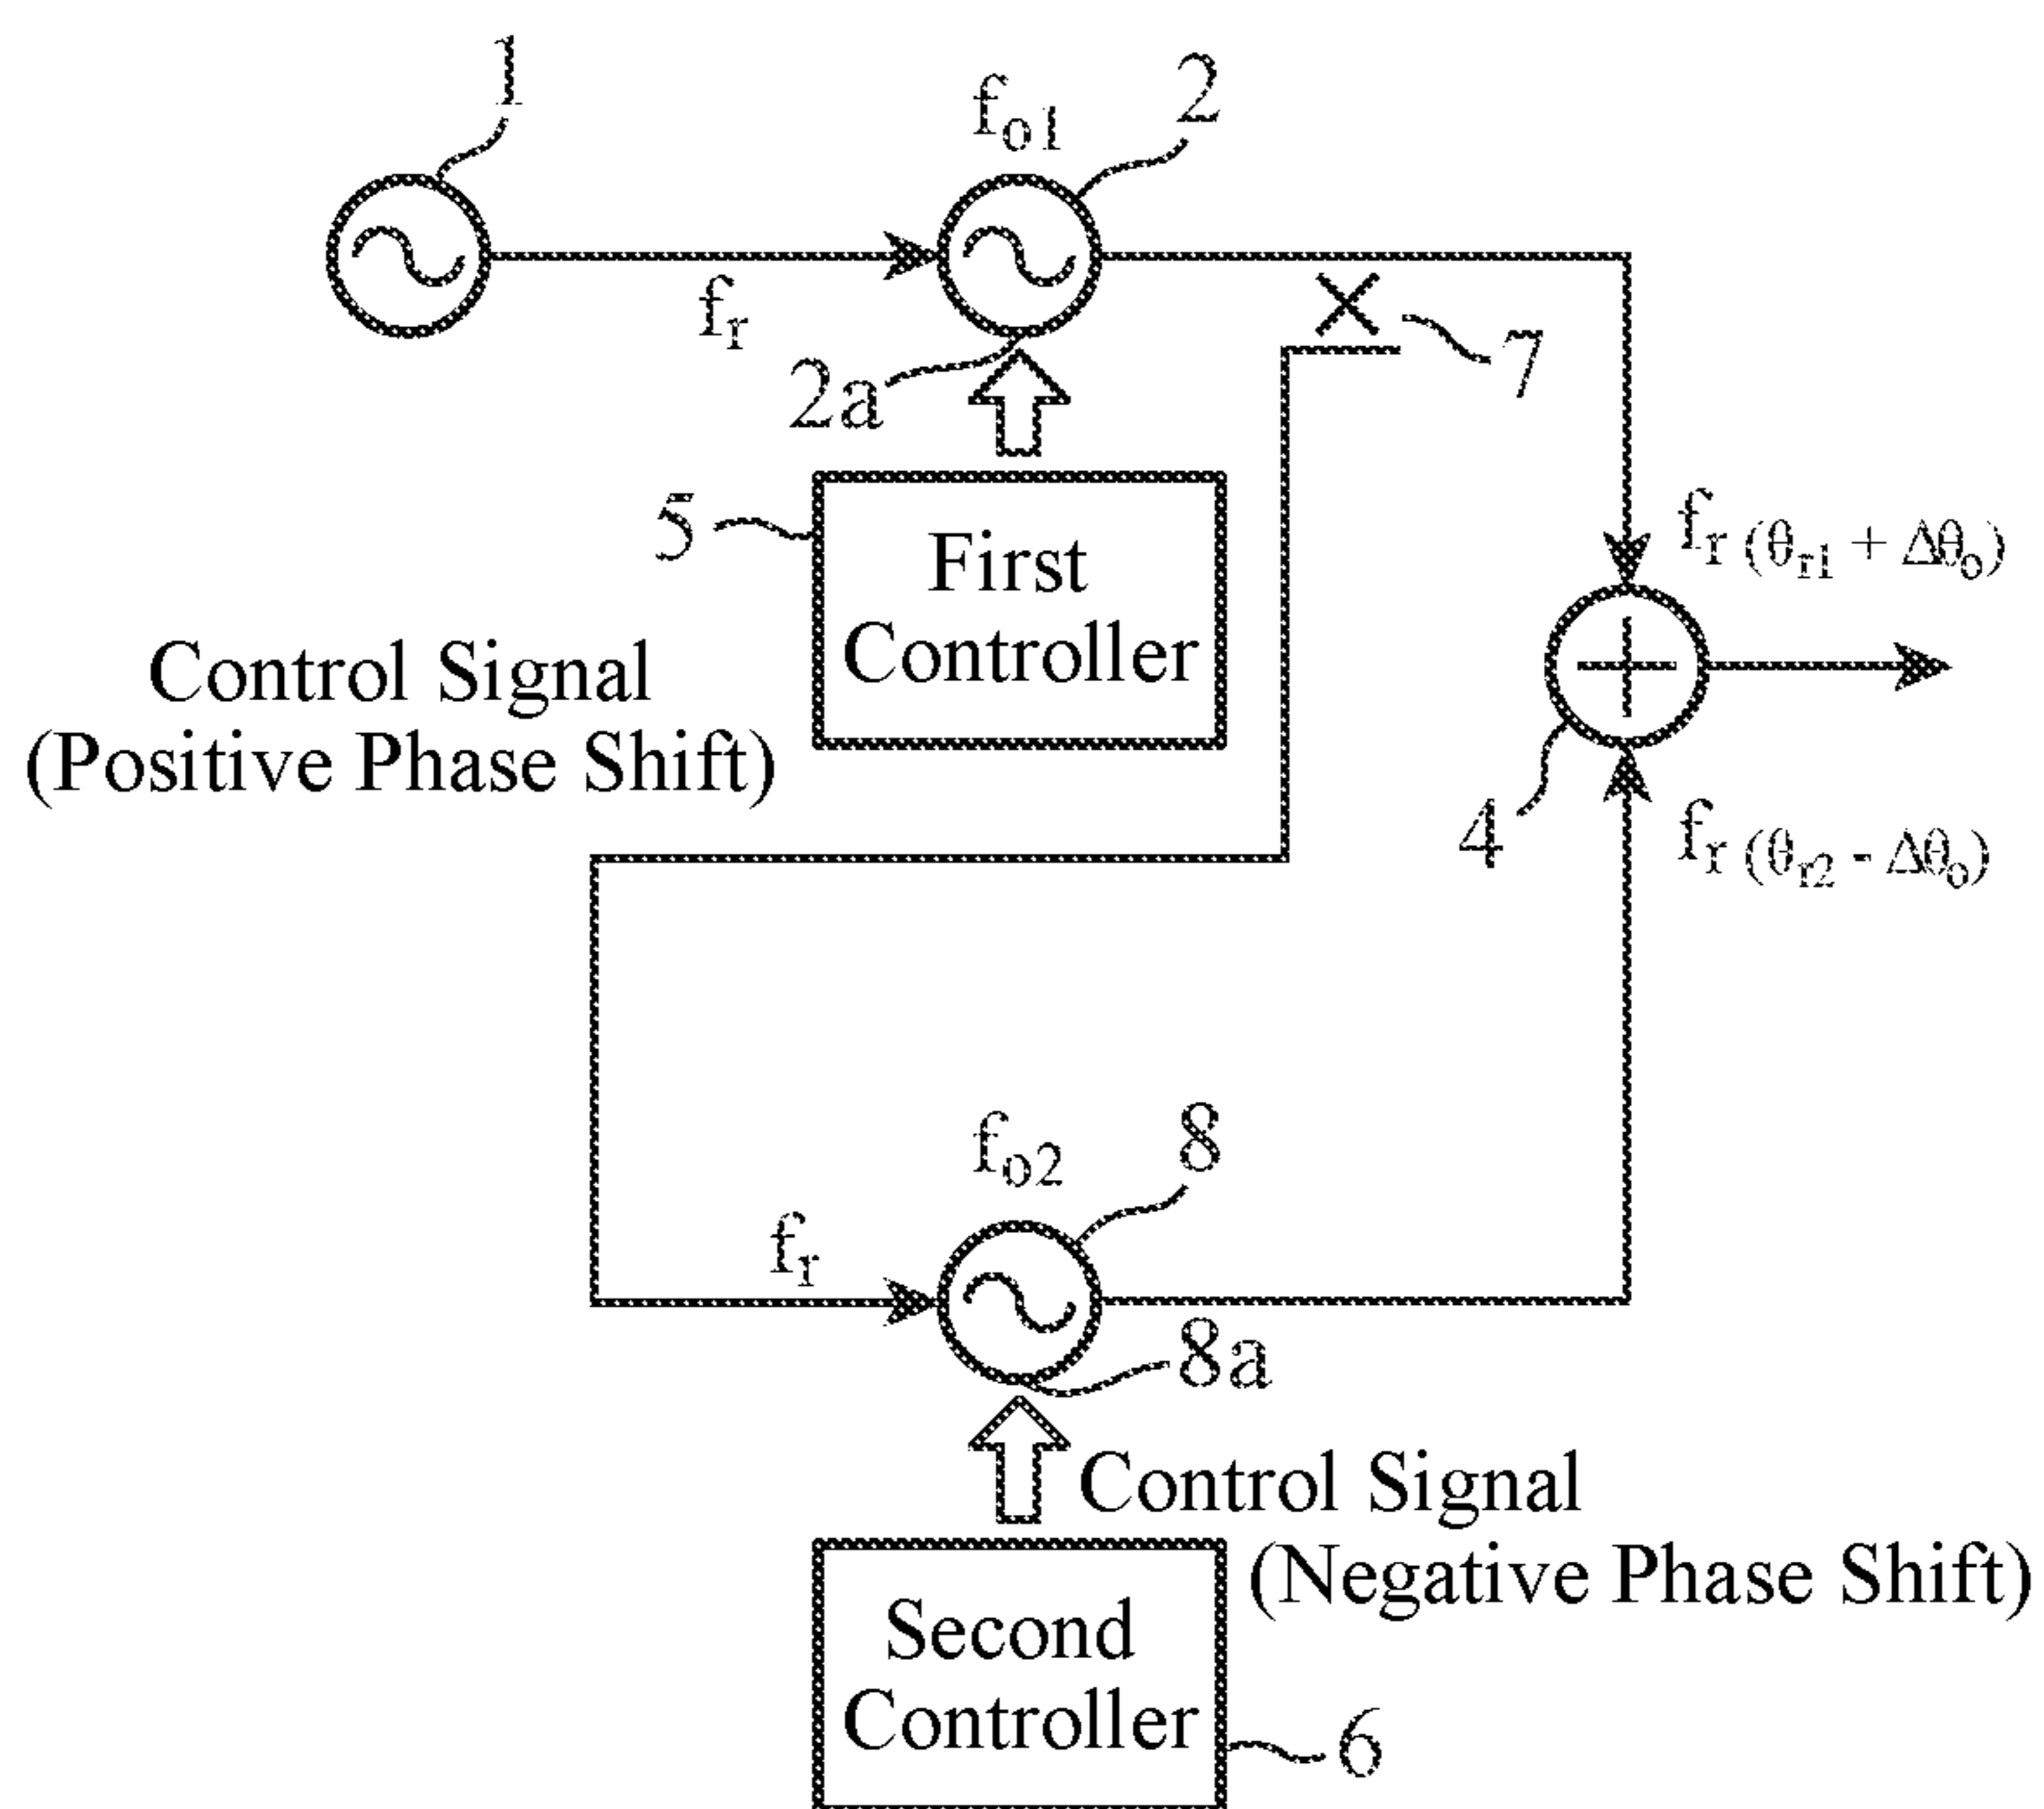 1
f_o1
2
f_r
2a
7
5
First
Controller
Control Signal
(Positive Phase Shift)
f_r (θ_r1 + Δθ_o)
4
f_r (θ_r2 - Δθ_o)
f_o2
8
f_r
8a
Control Signal
(Negative Phase Shift)
Second
Controller
6